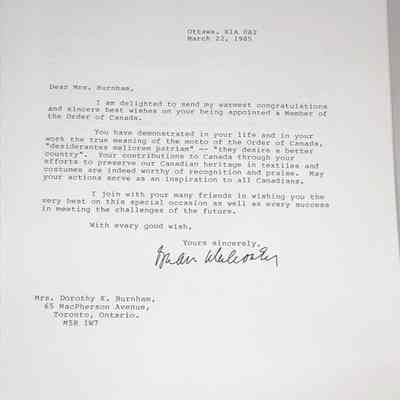 Ottawa, K1A 0A2
March 22, 1985
Dear Mrs. Burnham,
I am delighted to send my warmest congratulations
and sincere best wishes on your being appointed a Member of
the Order of Canada.
You have demonstrated in your life and in your
work the true meaning of the motto of the Order of Canada,
"desiderantes meliorem patriam" -- "they desire a better
country". Your contributions to Canada through your
efforts to preserve our Canadian heritage in textiles and
costumes are indeed worthy of recognition and praise. May
your actions serve as an inspiration to all Canadians.
I join with your many friends in wishing you the
very best on this special occasion as well as every success
in meeting the challenges of the future.
With every good wish,
Yours sincerely,
Brian Mulroney
Mrs. Dorothy K. Burnham,
65 MacPherson Avenue,
Toronto, Ontario.
M5R 1W7